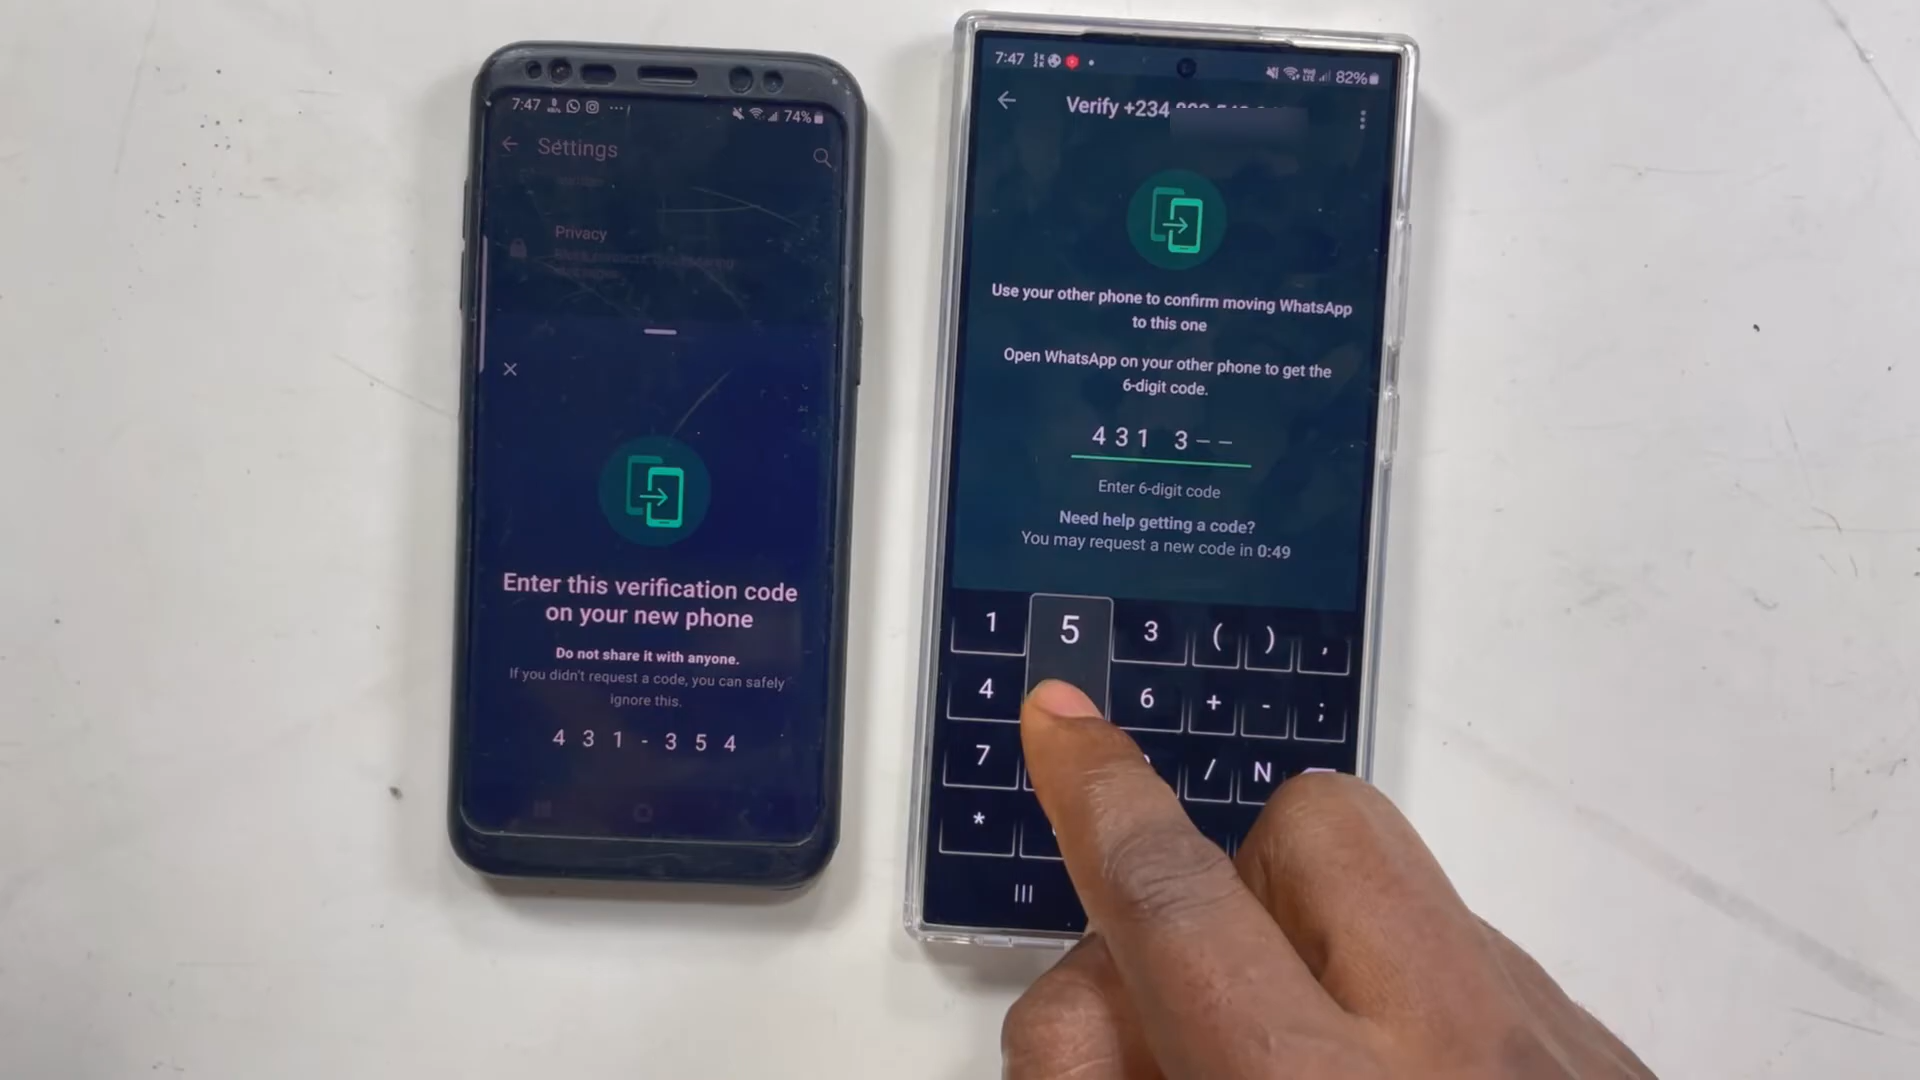 7:47
74%
Settings
Privacy
Enter this verification code
on your new phone
Do not share it with anyone.
If you didn't request a code, you can safely
ignore this.
4 3 1 - 3 5 4
7:47
82%
Verify +234
Use your other phone to confirm moving WhatsApp
to this one
Open WhatsApp on your other phone to get the
6-digit code.
4 3 1 3 – –
Enter 6-digit code
Need help getting a code?
You may request a new code in 0:49
1 5 3 ( ) ,
4 6 + - ;
7 / N
*